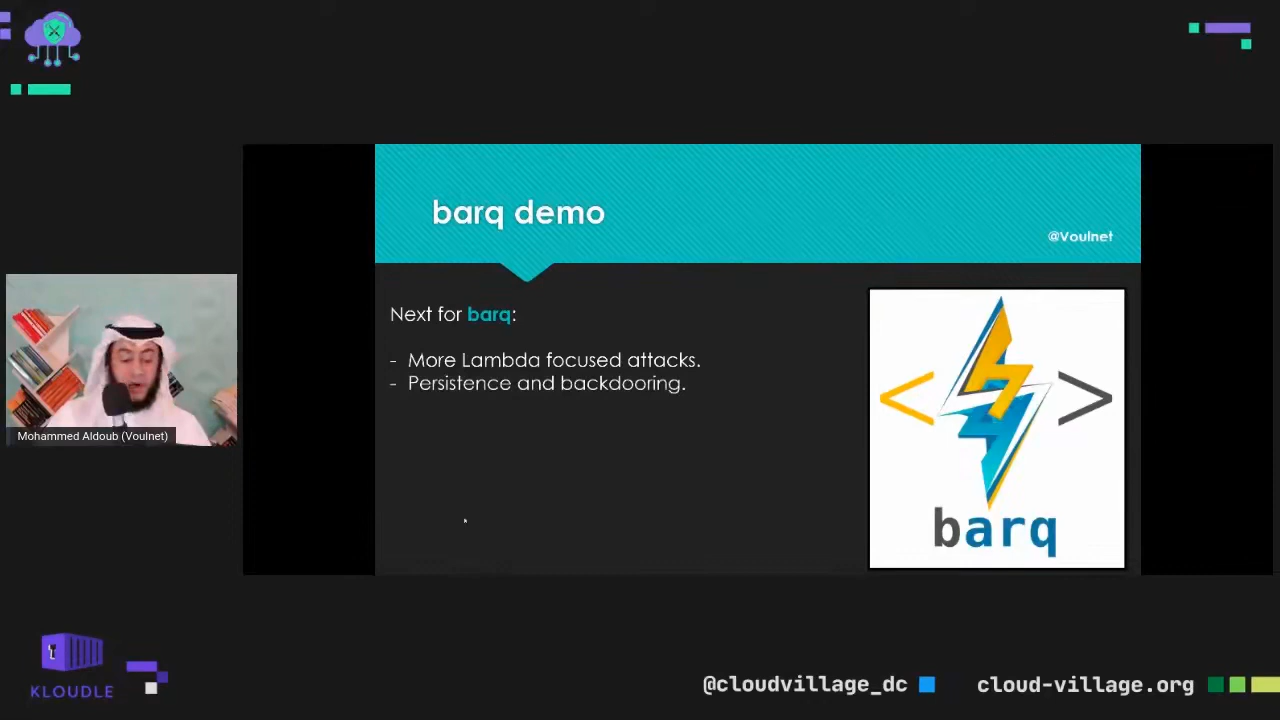 barq demo
@Voulnet
Next for barq:
- More Lambda focused attacks.
- Persistence and backdooring.
< >
barq
Mohammed Aldoub (Voulnet)
KLOUDLE
@cloudvillage_dc
cloud-village.org